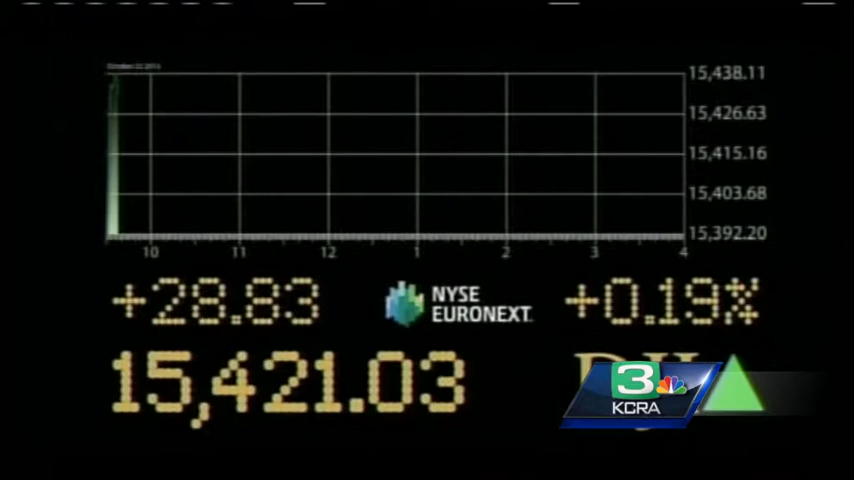 15,438.11
15,426.63
15,415.16
15,403.68
15,392.20
10 11 12 1 2 3 4
+28.83
NYSE
EURONEXT
+0.19%
15,421.03
3
KCRA